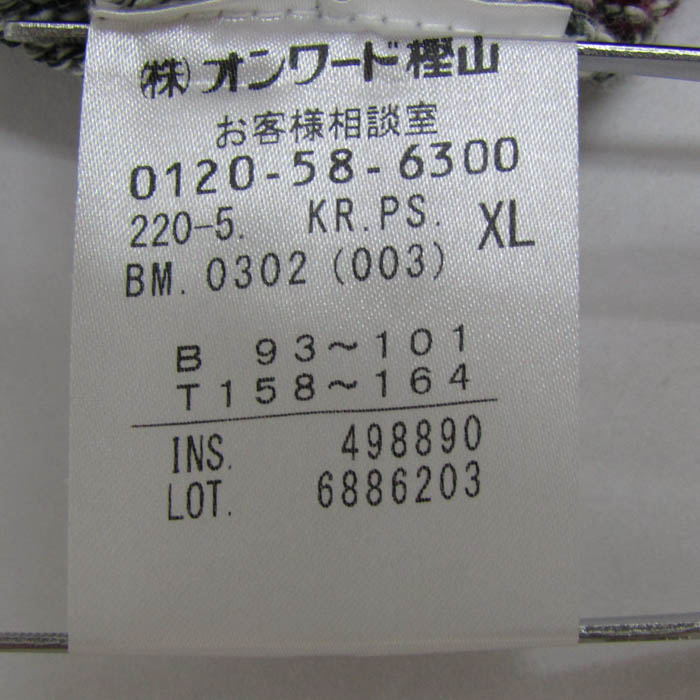 ㈱オンワード樫山
お客様相談室
0120-58-6300
220-5. KR.PS. XL
BM. 0302 (003)
B 93～101
T158～164
INS. 498890
LOT. 6886203